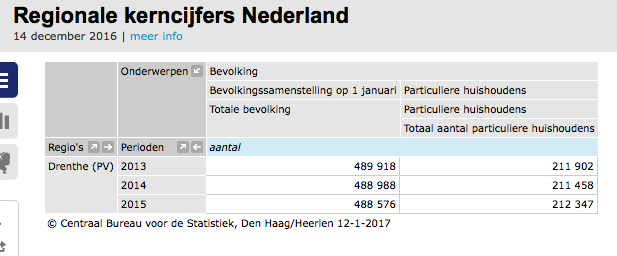 Regionale kerncijfers Nederland
14 december 2016 | meer info
Onderwerpen Bevolking
Bevolkingssamenstelling op 1 januari Particuliere huishoudens
Totale bevolking Particuliere huishoudens
Totaal aantal particuliere huishoudens
Regio's Perioden aantal
Drenthe (PV) 2013 489 918 211 902
2014 488 988 211 458
2015 488 576 212 347
© Centraal Bureau voor de Statistiek, Den Haag/Heerlen 12-1-2017